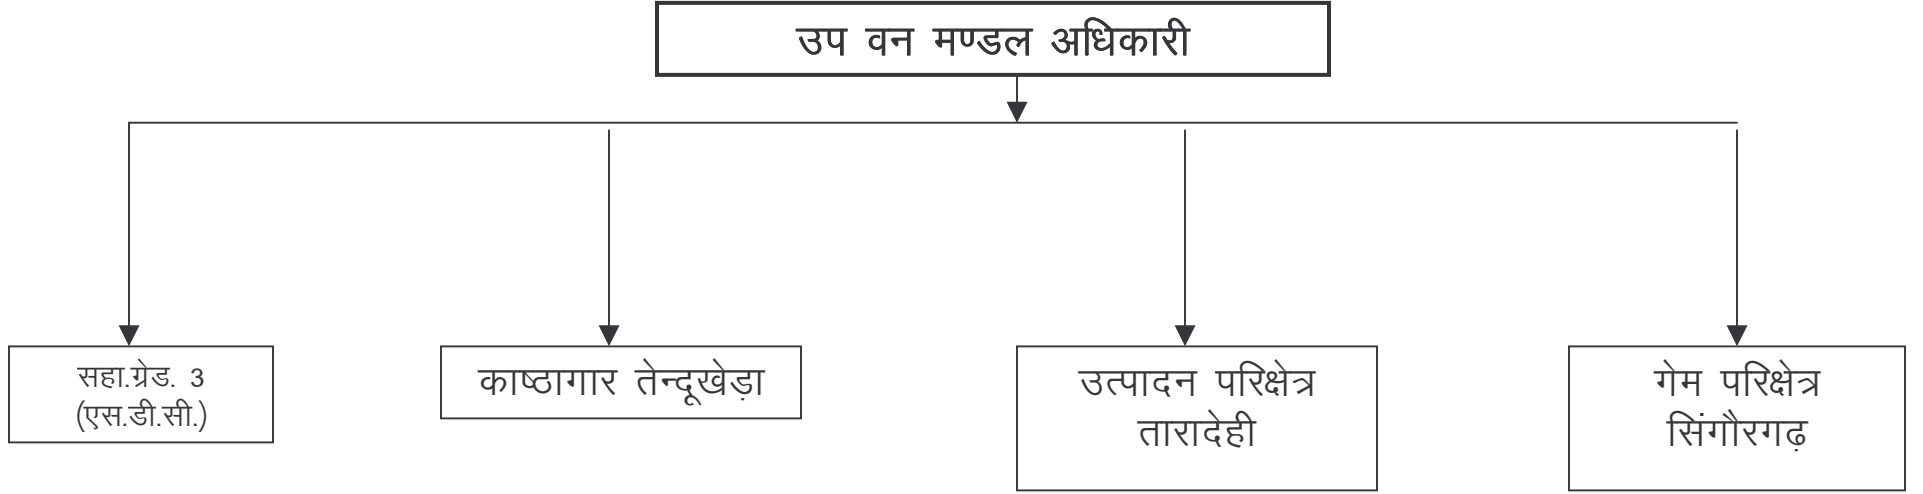 उप वन मण्डल अधिकारी
सहा.ग्रेड. 3
(एस.डी.सी.)
काष्ठागार तेन्दूखेड़ा
उत्पादन परिक्षेत्र
तारादेही
गेम परिक्षेत्र
सिंगौरगढ़